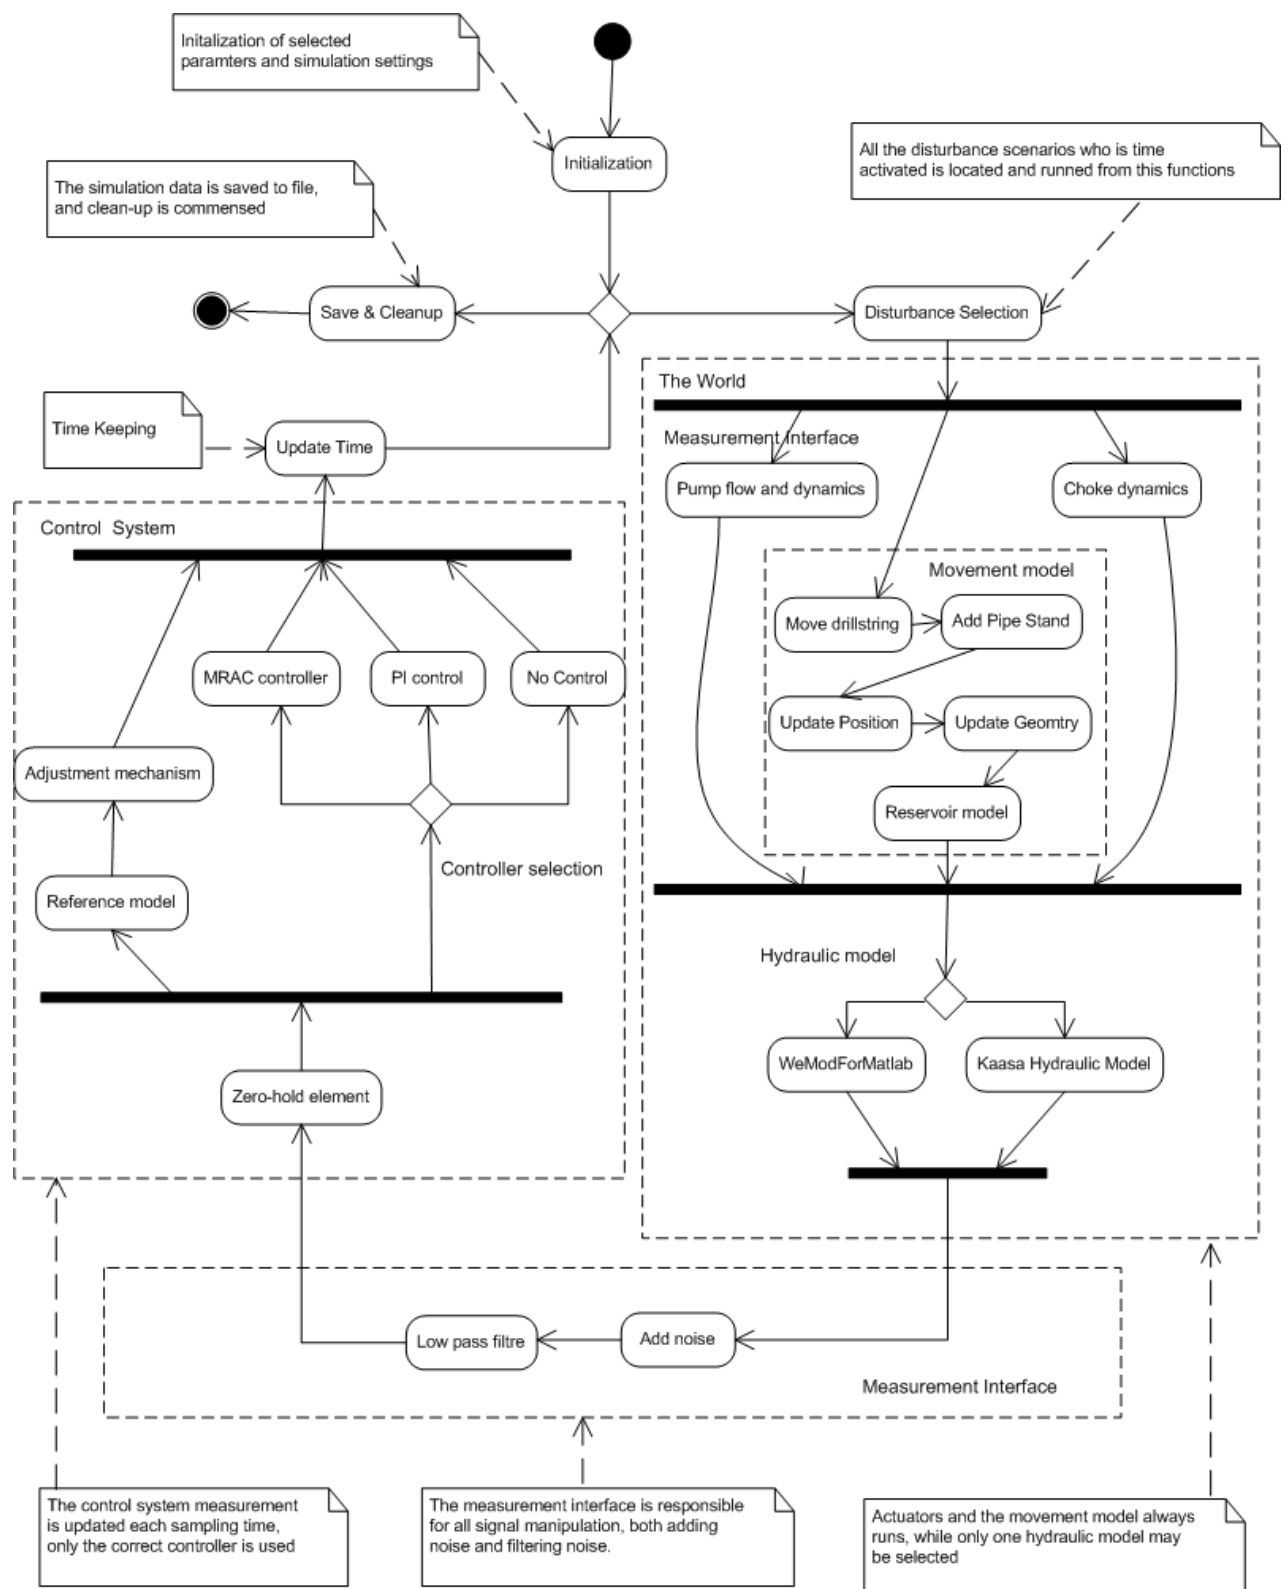 Initalization of selected
paramters and simulation settings
Initialization
All the disturbance scenarios who is time
activated is located and runned from this functions
The simulation data is saved to file,
and clean-up is commensed
Save & Cleanup
Disturbance Selection
The World
Time Keeping
Update Time
Measurement Interface
Pump flow and dynamics
Choke dynamics
Control System
Movement model
Move drillstring
Add Pipe Stand
MRAC controller
PI control
No Control
Update Position
Update Geomtry
Adjustment mechanism
Reservoir model
Controller selection
Reference model
Hydraulic model
WeModForMatlab
Kaasa Hydraulic Model
Zero-hold element
Low pass filtre
Add noise
Measurement Interface
The control system measurement
is updated each sampling time,
only the correct controller is used
The measurement interface is responsible
for all signal manipulation, both adding
noise and filtering noise.
Actuators and the movement model always
runs, while only one hydraulic model may
be selected